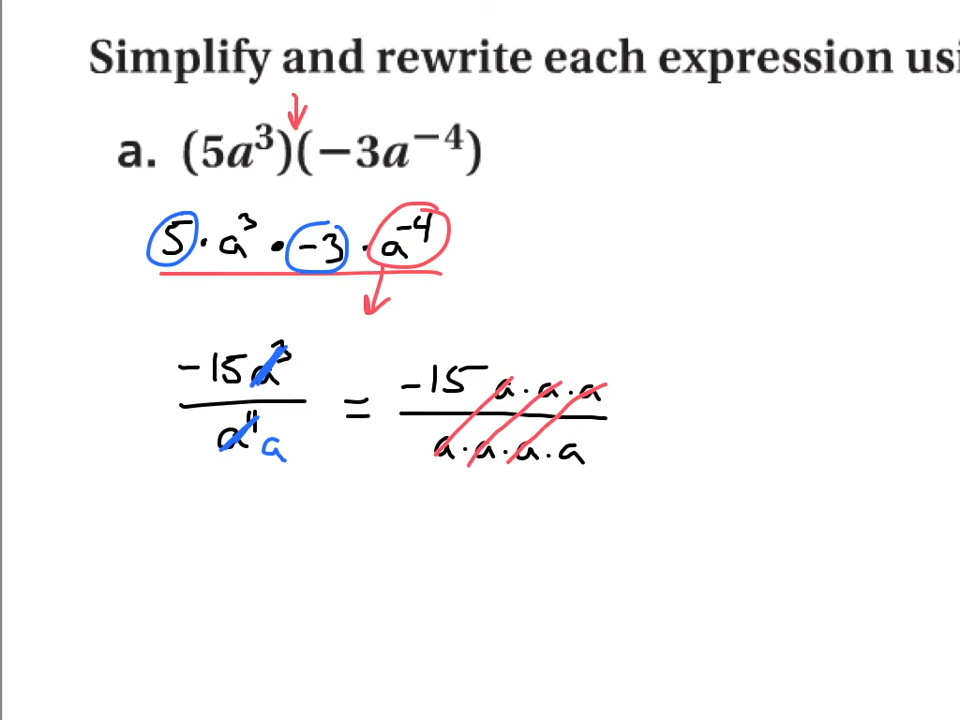 Simplify and rewrite each expression usi
a. (5a³)(−3a⁻⁴)
5 · a³ · −3 · a⁻⁴
−15a³ / a⁴ a = −15 a · a · a / a · a · a · a